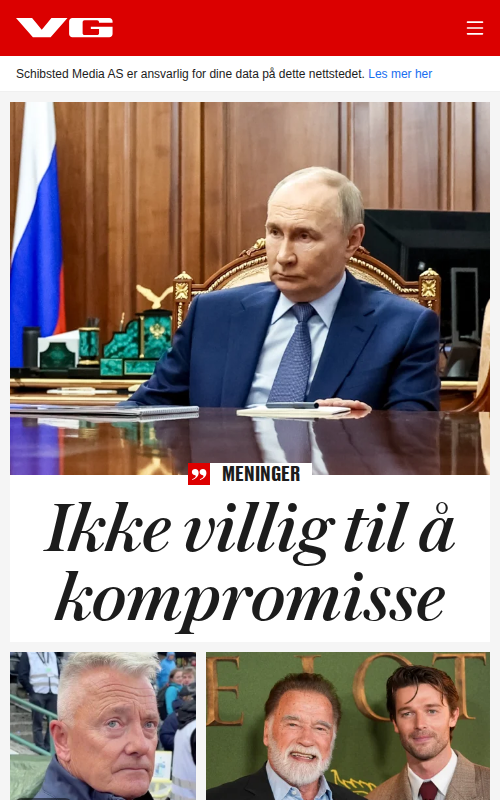 VG
Schibsted Media AS er ansvarlig for dine data på dette nettstedet. Les mer her
MENINGER
Ikke villig til å
kompromisse